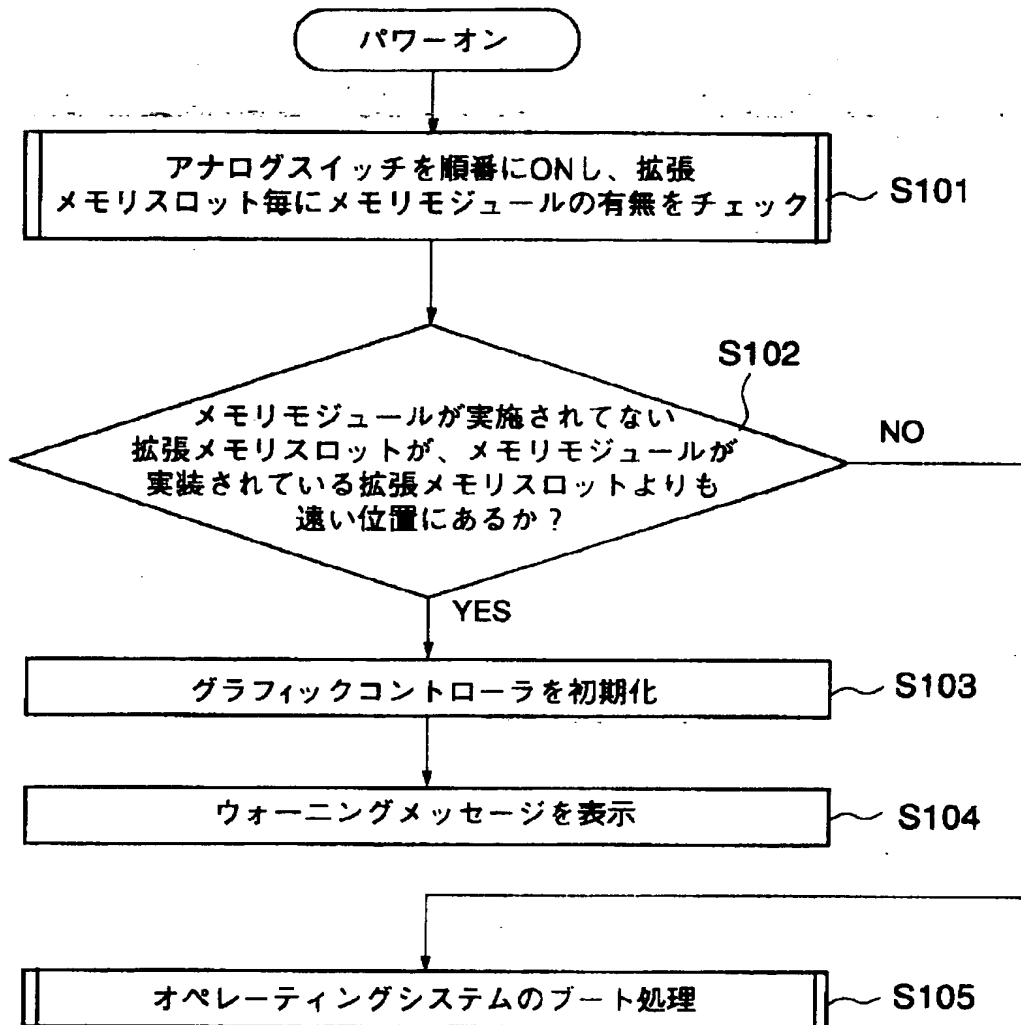 パワーオン
アナログスイッチを順番にONし、拡張
メモリスロット毎にメモリモジュールの有無をチェック
S101
S102
メモリモジュールが実施されてない
拡張メモリスロットが、メモリモジュールが
実装されている拡張メモリスロットよりも
遠い位置にあるか？
NO
YES
グラフィックコントローラを初期化
S103
ウォーニングメッセージを表示
S104
オペレーティングシステムのブート処理
S105